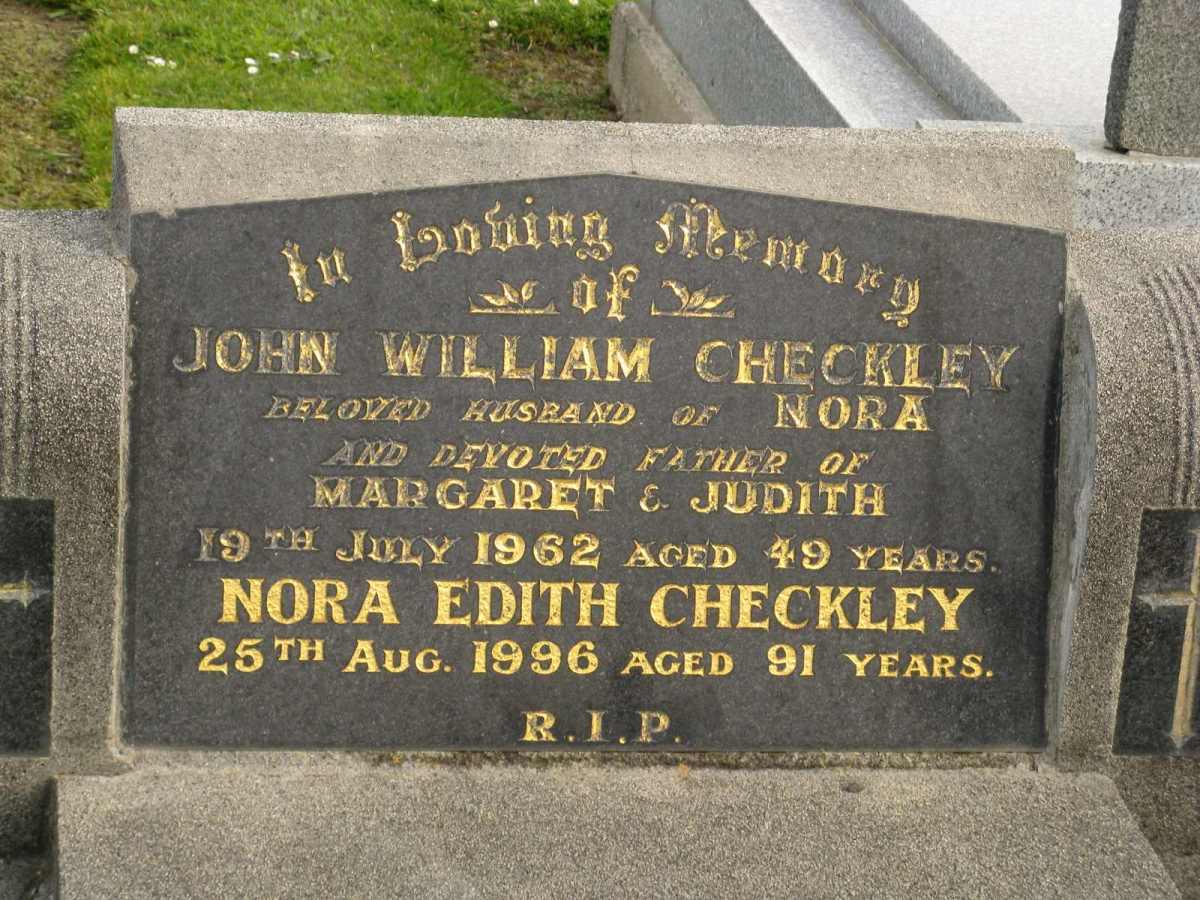 In Loving Memory
of
JOHN WILLIAM CHECKLEY
BELOVED HUSBAND OF NORA
AND DEVOTED FATHER OF
MARGARET & JUDITH
19TH JULY 1962 AGED 49 YEARS.
NORA EDITH CHECKLEY
25TH AUG. 1996 AGED 91 YEARS.
R.I.P.